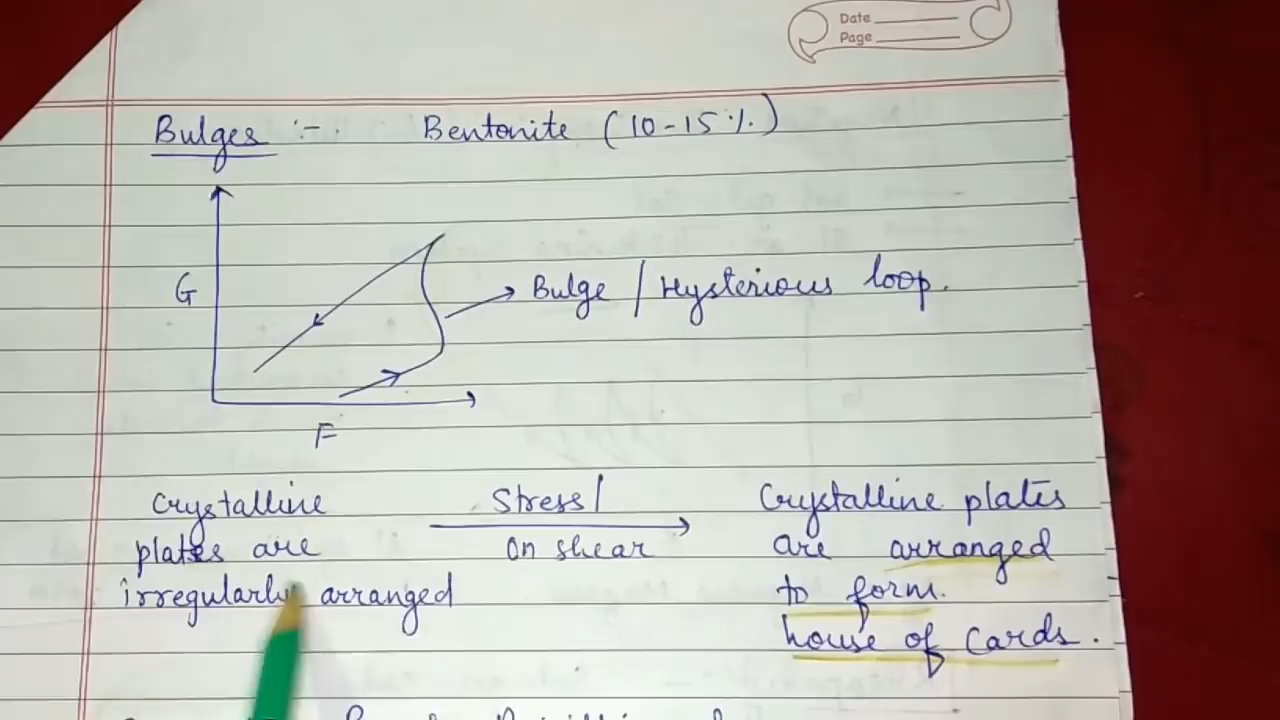 Date
Page
Bulges :- Bentonite (10-15%)
G
Bulge / Hysterious loop.
F
Crystalline plates are irregularly arranged
Stress/
on shear
Crystalline plates
are arranged
to form.
house of cards.